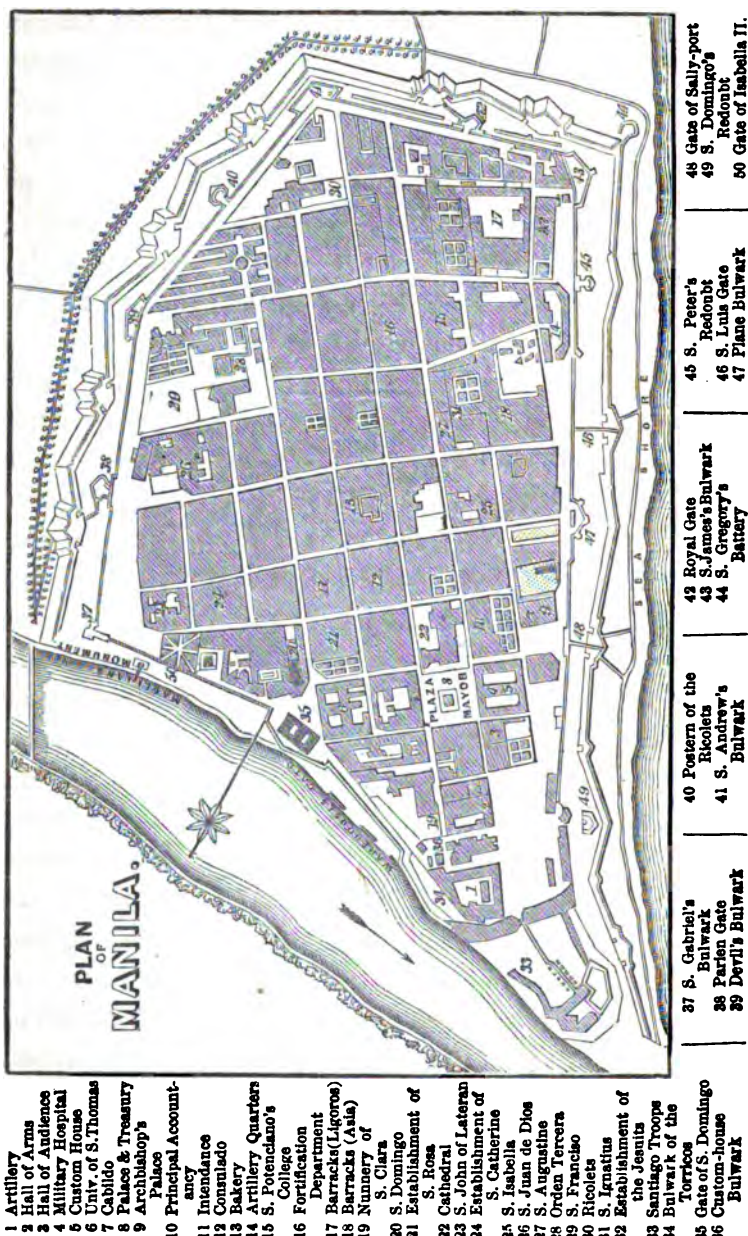 PLAN
OF
MANILA.
MAGELLAN'S MONUMENT
PLAZA
MAYOR
SEA SHORE
1 Artillery
2 Hall of Arms
3 Hall of Audience
4 Military Hospital
5 Custom House
6 Univ. of S. Thomas
7 Cabildo
8 Palace & Treasury
9 Archbishop's
Palace
10 Principal Account-
ancy
11 Intendance
12 Consulado
13 Bakery
14 Artillery Quarters
15 S. Potenciano's
College
16 Fortification
Department
17 Barracks (Ligoros)
18 Barracks (Asia)
19 Nunnery of
S. Clara
20 S. Domingo
21 Establishment of
S. Rosa
22 Cathedral
23 S. John of Lateran
24 Establishment of
S. Catherine
25 S. Isabella
26 S. Juan de Dios
27 S. Augustine
28 Orden Tercera
29 S. Franciso
30 Ricolets
31 S. Ignatius
32 Establishment of
the Jesuits
33 Santiago Troops
34 Bulwark of the
Torricos
35 Gate of S. Domingo
36 Custom-house
Bulwark
37 S. Gabriel's
Bulwark
38 Parien Gate
39 Devil's Bulwark
40 Postern of the
Ricolets
41 S. Andrew's
Bulwark
42 Royal Gate
43 S. James's Bulwark
44 S. Gregory's
Battery
45 S. Peter's
Redoubt
46 S. Luis Gate
47 Plane Bulwark
48 Gate of Sally-port
49 S. Domingo's
Redoubt
50 Gate of Isabella II.